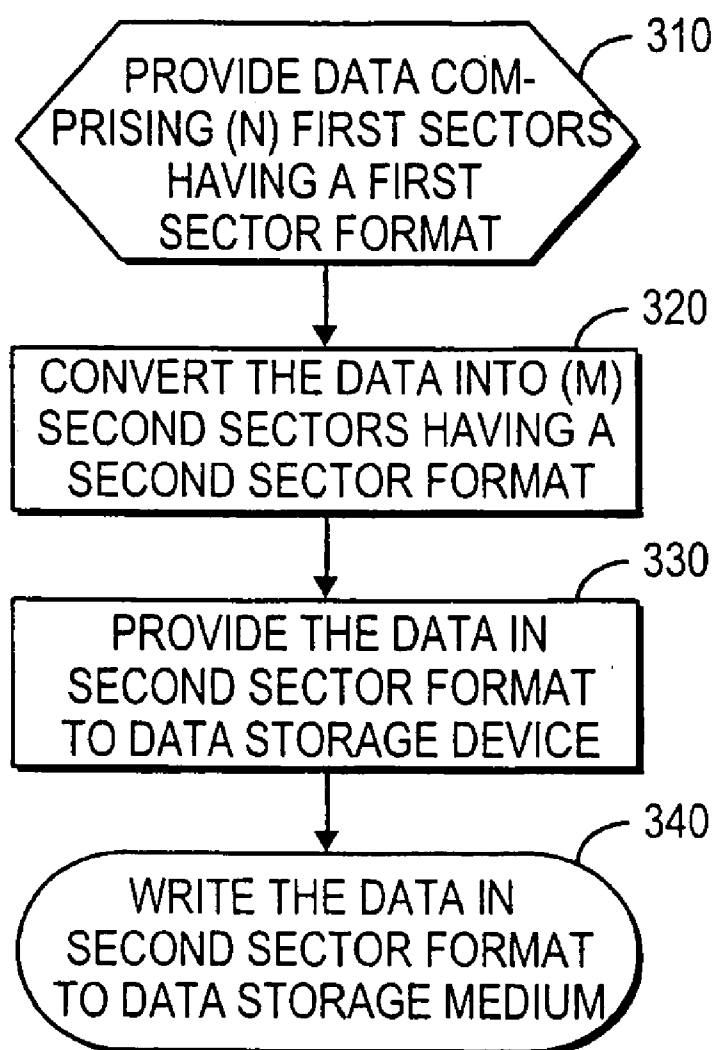 310
PROVIDE DATA COM-
PRISING (N) FIRST SECTORS
HAVING A FIRST
SECTOR FORMAT
320
CONVERT THE DATA INTO (M)
SECOND SECTORS HAVING A
SECOND SECTOR FORMAT
330
PROVIDE THE DATA IN
SECOND SECTOR FORMAT
TO DATA STORAGE DEVICE
340
WRITE THE DATA IN
SECOND SECTOR FORMAT
TO DATA STORAGE MEDIUM